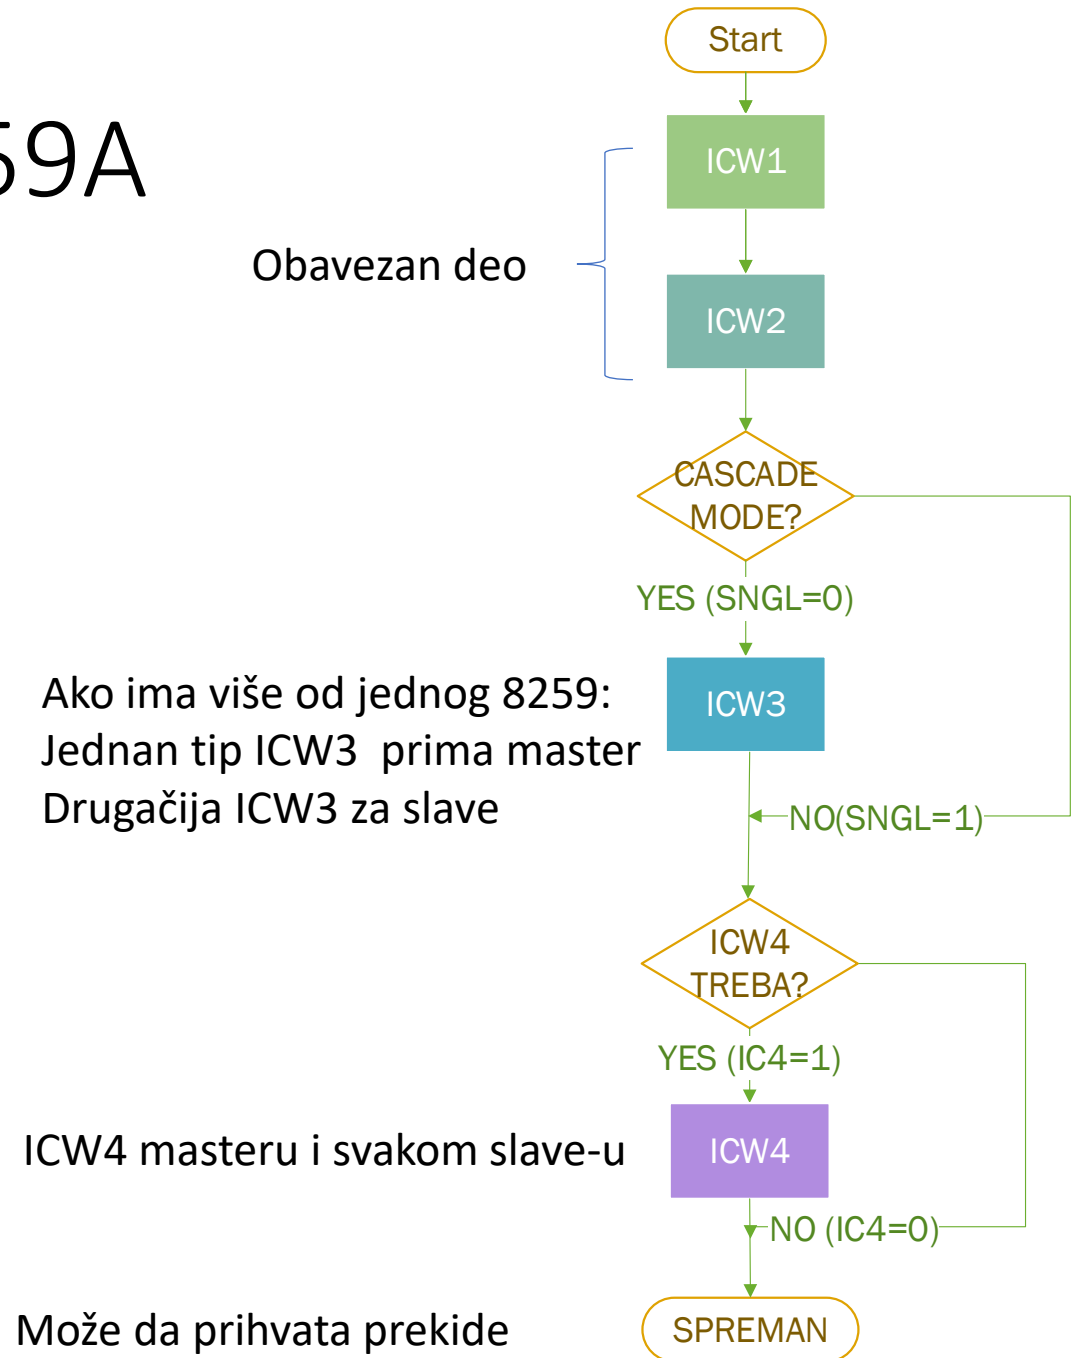 59A
Start
ICW1
Obavezan deo
ICW2
CASCADE
MODE?
YES (SNGL=0)
Ako ima više od jednog 8259:
Jednan tip ICW3 prima master
Drugačija ICW3 za slave
ICW3
NO(SNGL=1)
ICW4
TREBA?
YES (IC4=1)
ICW4 masteru i svakom slave-u
ICW4
NO (IC4=0)
Može da prihvata prekide
SPREMAN